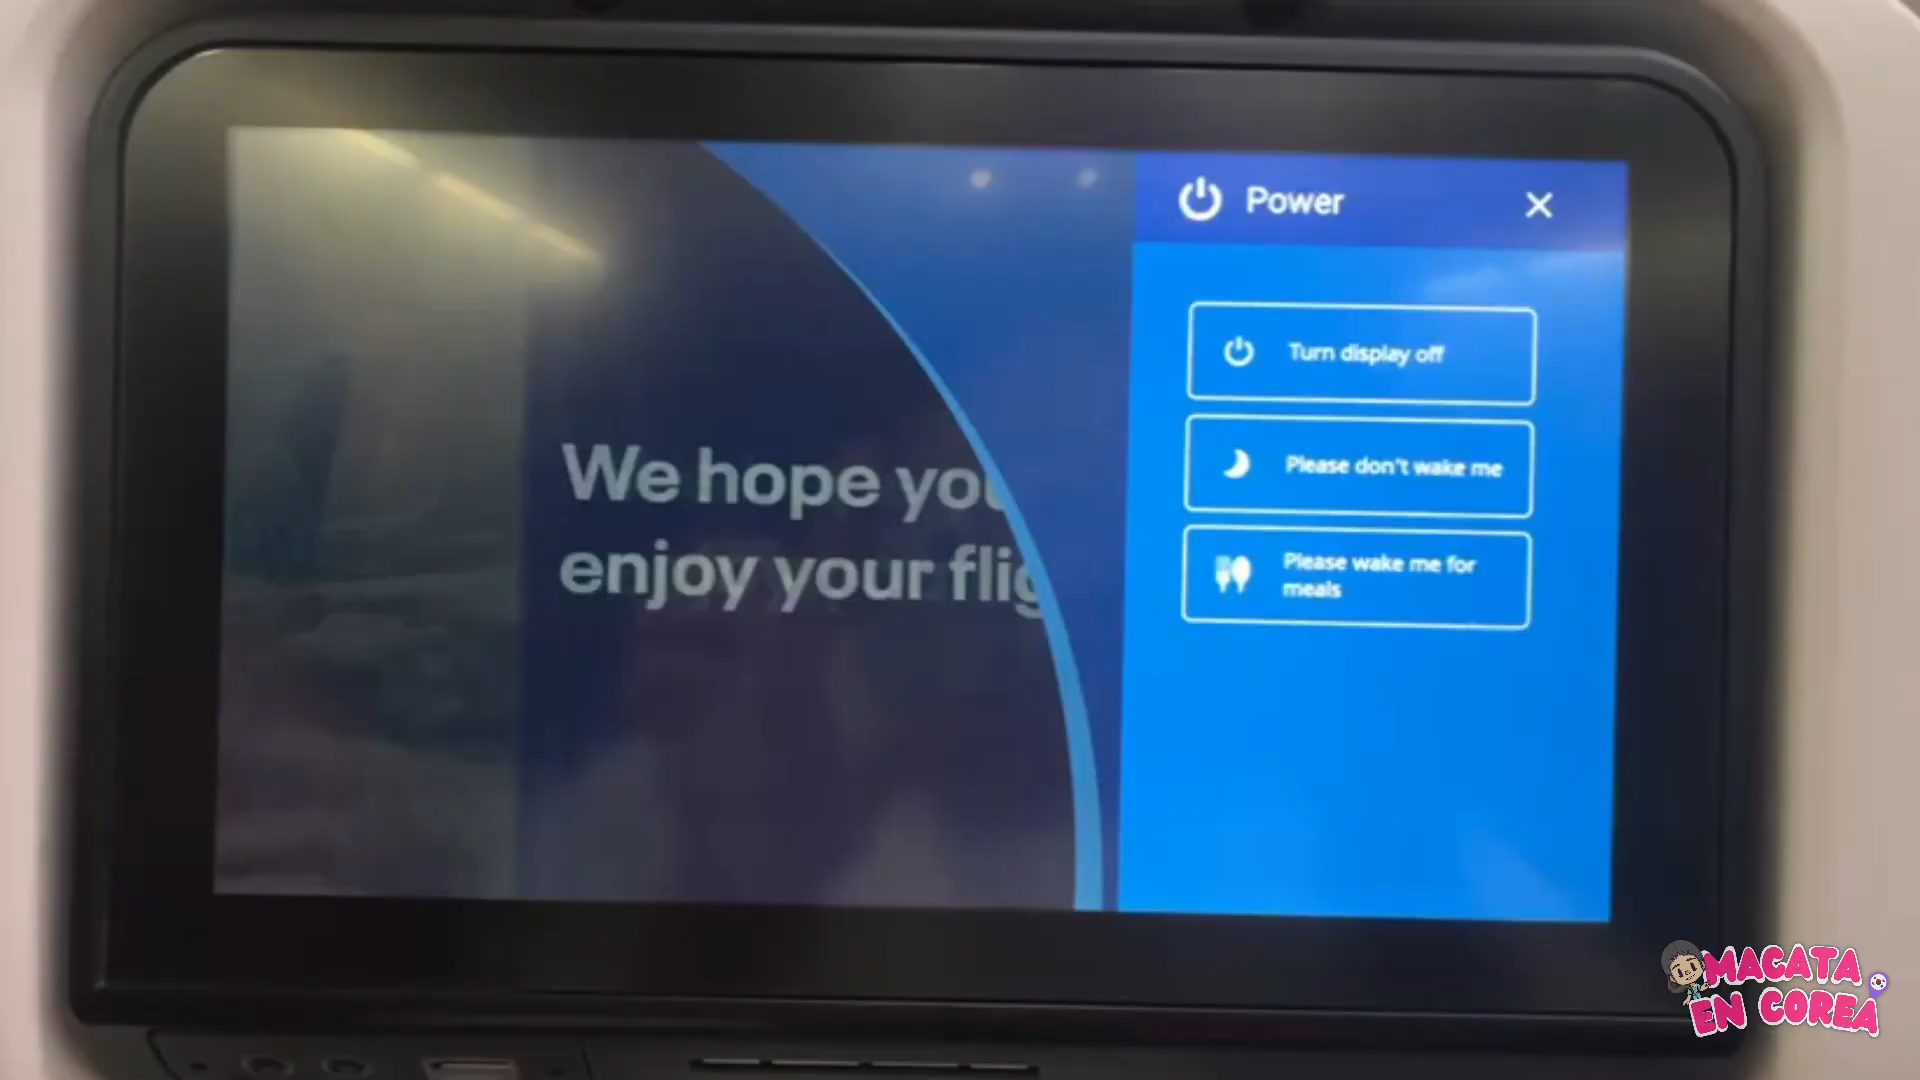 We hope you
enjoy your flig
Power
Turn display off
Please don't wake me
Please wake me for
meals
MACATA
EN COREA